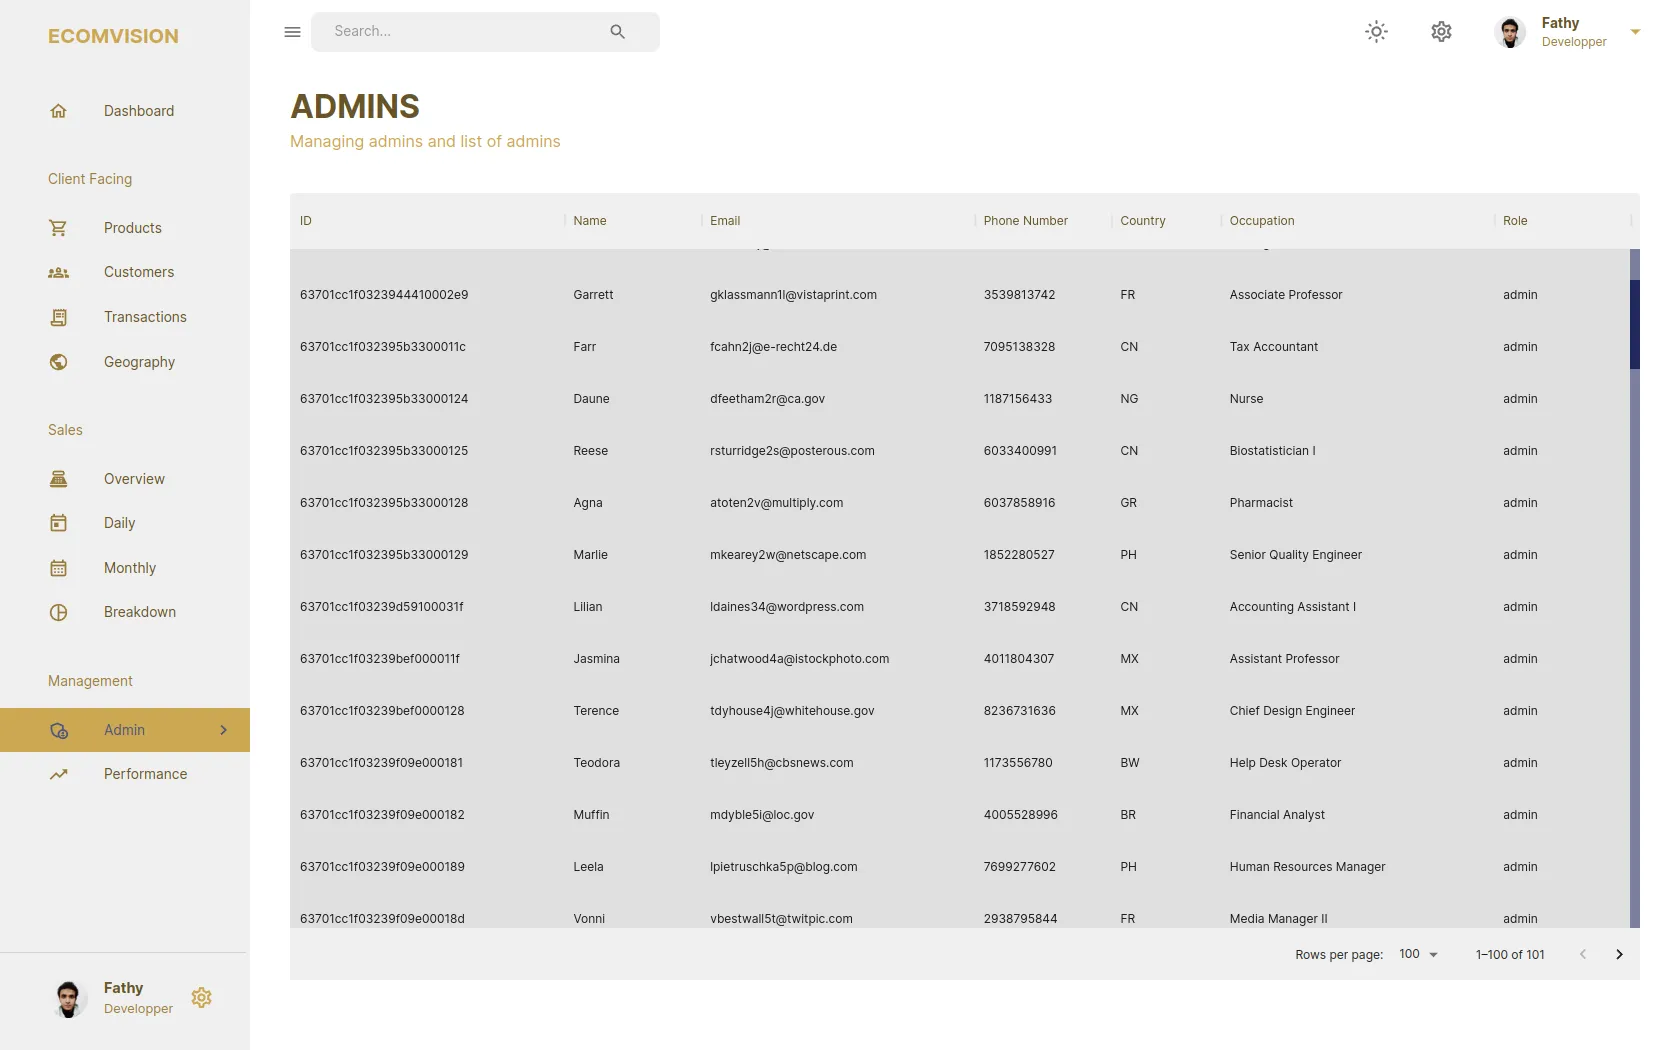 ECOMVISION
Dashboard
Client Facing
Products
Customers
Transactions
Geography
Sales
Overview
Daily
Monthly
Breakdown
Management
Admin
Performance
Fathy
Developper
Search...
Fathy
Developper
ADMINS
Managing admins and list of admins
ID Name Email Phone Number Country Occupation Role
63701cc1f0323944410002e9 Garrett gklassmann1l@vistaprint.com 3539813742 FR Associate Professor admin
63701cc1f032395b3300011c Farr fcahn2j@e-recht24.de 7095138328 CN Tax Accountant admin
63701cc1f032395b33000124 Daune dfeetham2r@ca.gov 1187156433 NG Nurse admin
63701cc1f032395b33000125 Reese rsturridge2s@posterous.com 6033400991 CN Biostatistician I admin
63701cc1f032395b33000128 Agna atoten2v@multiply.com 6037858916 GR Pharmacist admin
63701cc1f032395b33000129 Marlie mkearey2w@netscape.com 1852280527 PH Senior Quality Engineer admin
63701cc1f03239d59100031f Lilian ldaines34@wordpress.com 3718592948 CN Accounting Assistant I admin
63701cc1f03239bef000011f Jasmina jchatwood4a@istockphoto.com 4011804307 MX Assistant Professor admin
63701cc1f03239bef0000128 Terence tdyhouse4j@whitehouse.gov 8236731636 MX Chief Design Engineer admin
63701cc1f03239f09e000181 Teodora tleyzell5h@cbsnews.com 1173556780 BW Help Desk Operator admin
63701cc1f03239f09e000182 Muffin mdyble5i@loc.gov 4005528996 BR Financial Analyst admin
63701cc1f03239f09e000189 Leela lpietruschka5p@blog.com 7699277602 PH Human Resources Manager admin
63701cc1f03239f09e00018d Vonni vbestwall5t@twitpic.com 2938795844 FR Media Manager II admin
Rows per page: 100 1–100 of 101